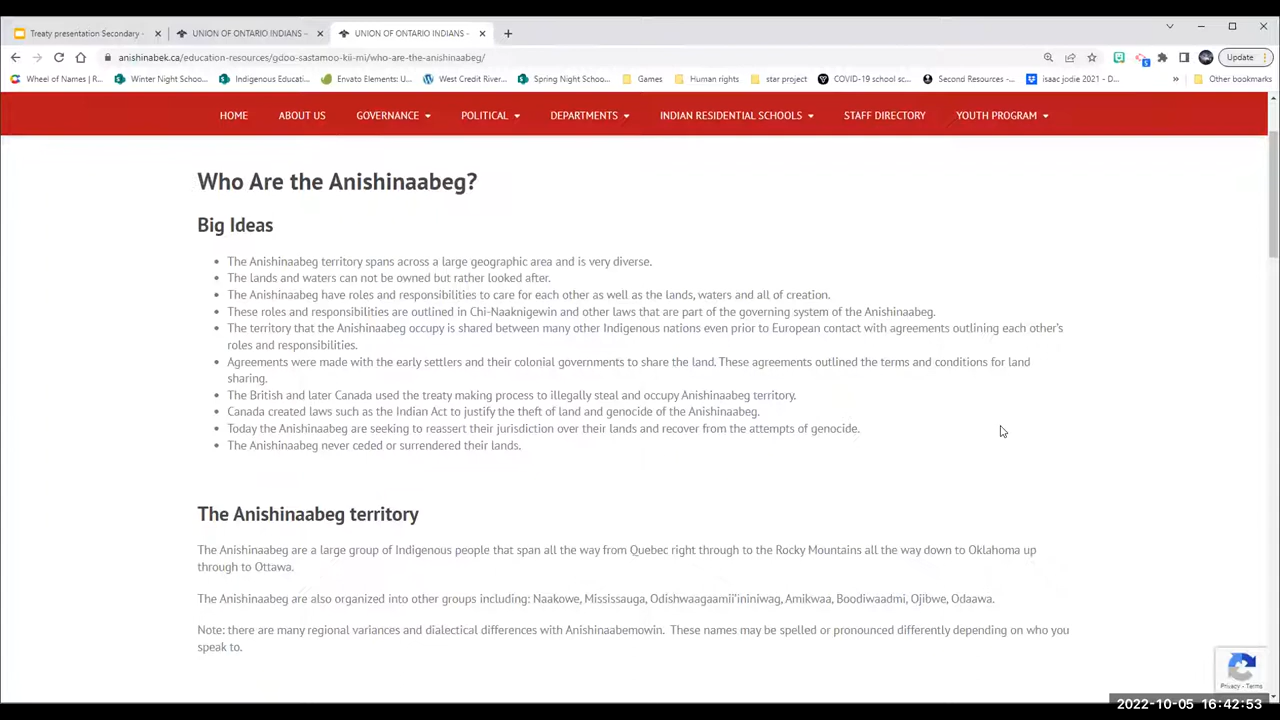 Treaty presentation Secondary -
UNION OF ONTARIO INDIANS -
UNION OF ONTARIO INDIANS -
anishinabek.ca/education-resources/gdoo-sastamoo-kii-mi/who-are-the-anishinaabeg/
Update
Wheel of Names | R...
Winter Night Schoo...
Indigenous Educati...
Envato Elements: U...
West Credit River...
Spring Night Schoo...
Games
Human rights
star project
COVID-19 school sc...
Second Resources -...
isaac jodie 2021 - D...
»
Other bookmarks
HOME ABOUT US GOVERNANCE POLITICAL DEPARTMENTS INDIAN RESIDENTIAL SCHOOLS STAFF DIRECTORY YOUTH PROGRAM
Who Are the Anishinaabeg?
Big Ideas
• The Anishinaabeg territory spans across a large geographic area and is very diverse.
• The lands and waters can not be owned but rather looked after.
• The Anishinaabeg have roles and responsibilities to care for each other as well as the lands, waters and all of creation.
• These roles and responsibilities are outlined in Chi-Naaknigewin and other laws that are part of the governing system of the Anishinaabeg.
• The territory that the Anishinaabeg occupy is shared between many other Indigenous nations even prior to European contact with agreements outlining each other's
roles and responsibilities.
• Agreements were made with the early settlers and their colonial governments to share the land. These agreements outlined the terms and conditions for land
sharing.
• The British and later Canada used the treaty making process to illegally steal and occupy Anishinaabeg territory.
• Canada created laws such as the Indian Act to justify the theft of land and genocide of the Anishinaabeg.
• Today the Anishinaabeg are seeking to reassert their jurisdiction over their lands and recover from the attempts of genocide.
• The Anishinaabeg never ceded or surrendered their lands.
The Anishinaabeg territory
The Anishinaabeg are a large group of Indigenous people that span all the way from Quebec right through to the Rocky Mountains all the way down to Oklahoma up
through to Ottawa.
The Anishinaabeg are also organized into other groups including: Naakowe, Mississauga, Odishwaagaamii'ininiwag, Amikwaa, Boodiwaadmi, Ojibwe, Odaawa.
Note: there are many regional variances and dialectical differences with Anishinaabemowin. These names may be spelled or pronounced differently depending on who you
speak to.
Privacy - Terms
2022-10-05 16:42:53